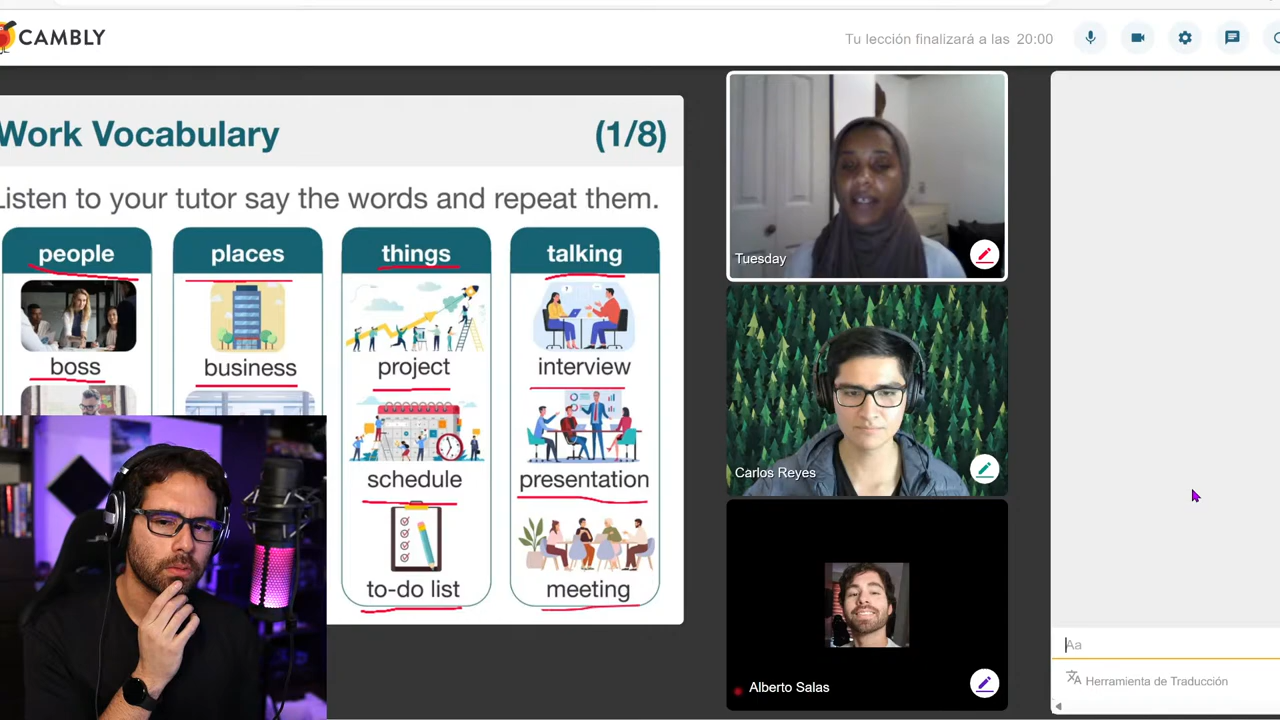 CAMBLY
Tu lección finalizará a las 20:00
Work Vocabulary (1/8)
Listen to your tutor say the words and repeat them.
people places things talking
boss business project interview
schedule presentation
to-do list meeting
Tuesday
Carlos Reyes
Alberto Salas
Aa
Herramienta de Traducción